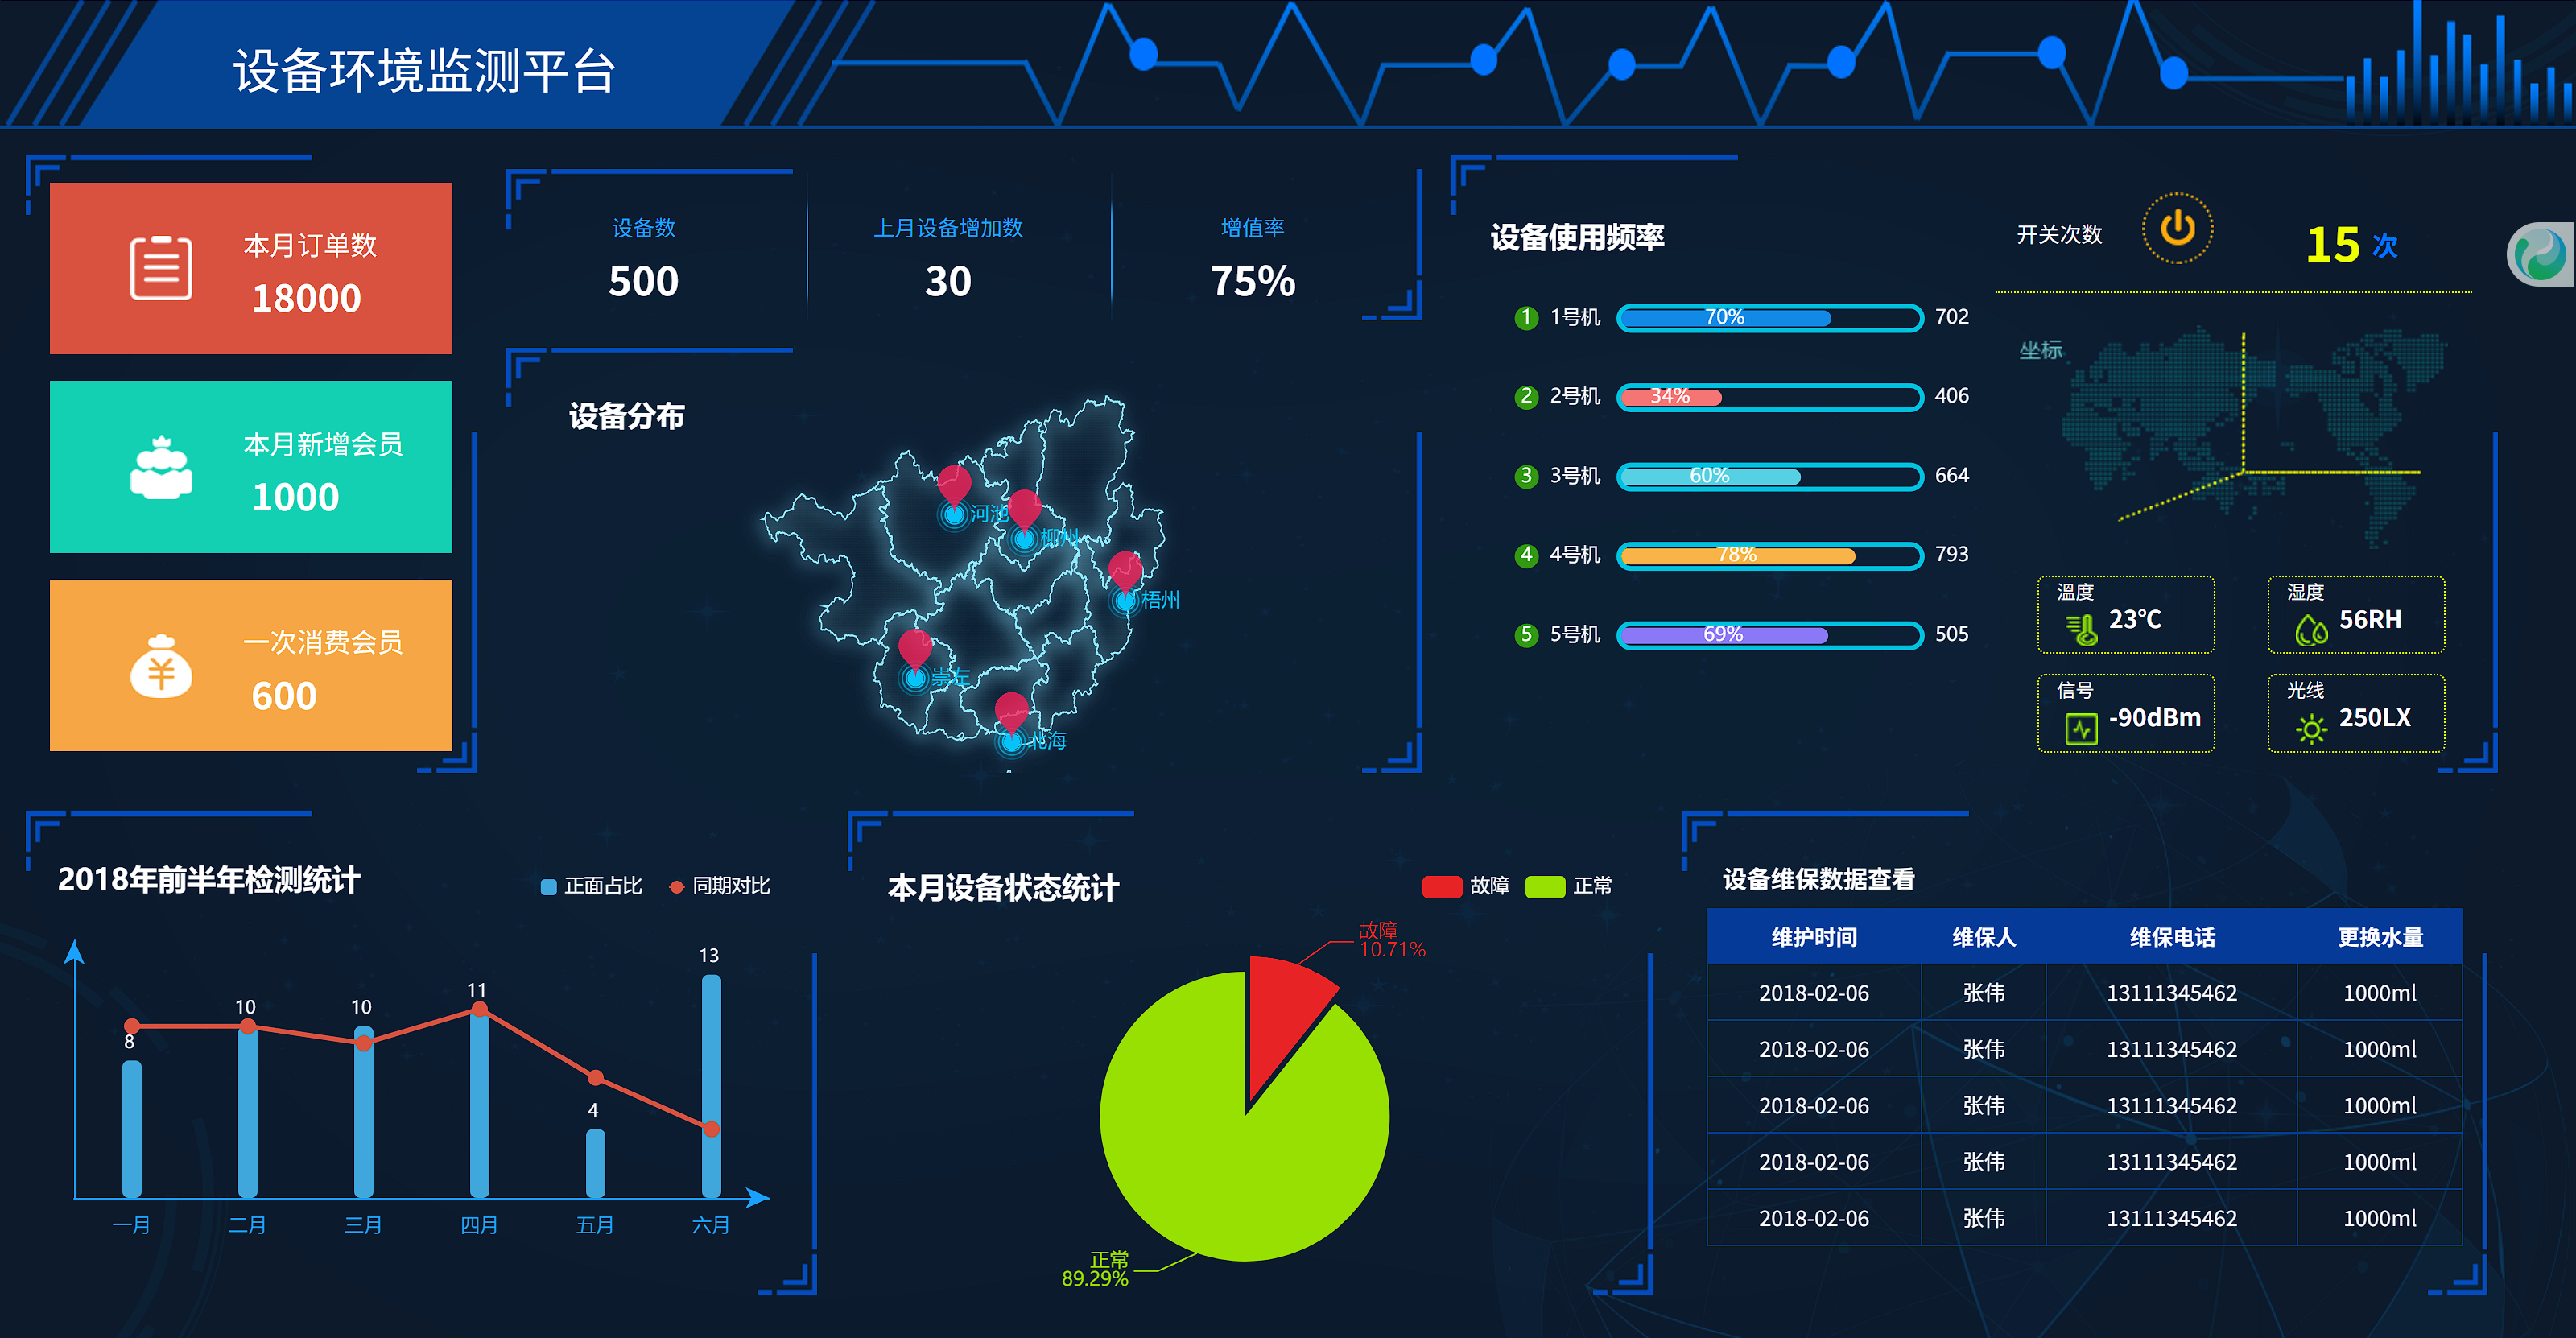 设备环境监测平台
本月订单数
18000
本月新增会员
1000
一次消费会员
600
设备数
500
上月设备增加数
30
增值率
75%
设备分布
河池
柳州
梧州
崇左
北海
设备使用频率
1 1号机 70% 702
2 2号机 34% 406
3 3号机 60% 664
4 4号机 78% 793
5 5号机 69% 505
开关次数
15 次
坐标
溫度
23℃
湿度
56RH
信号
-90dBm
光线
250LX
2018年前半年检测统计
正面占比 同期对比
8
10
10
11
4
13
一月 二月 三月 四月 五月 六月
本月设备状态统计
故障 正常
故障
10.71%
正常
89.29%
设备维保数据查看
维护时间 维保人 维保电话 更换水量
2018-02-06 张伟 13111345462 1000ml
2018-02-06 张伟 13111345462 1000ml
2018-02-06 张伟 13111345462 1000ml
2018-02-06 张伟 13111345462 1000ml
2018-02-06 张伟 13111345462 1000ml